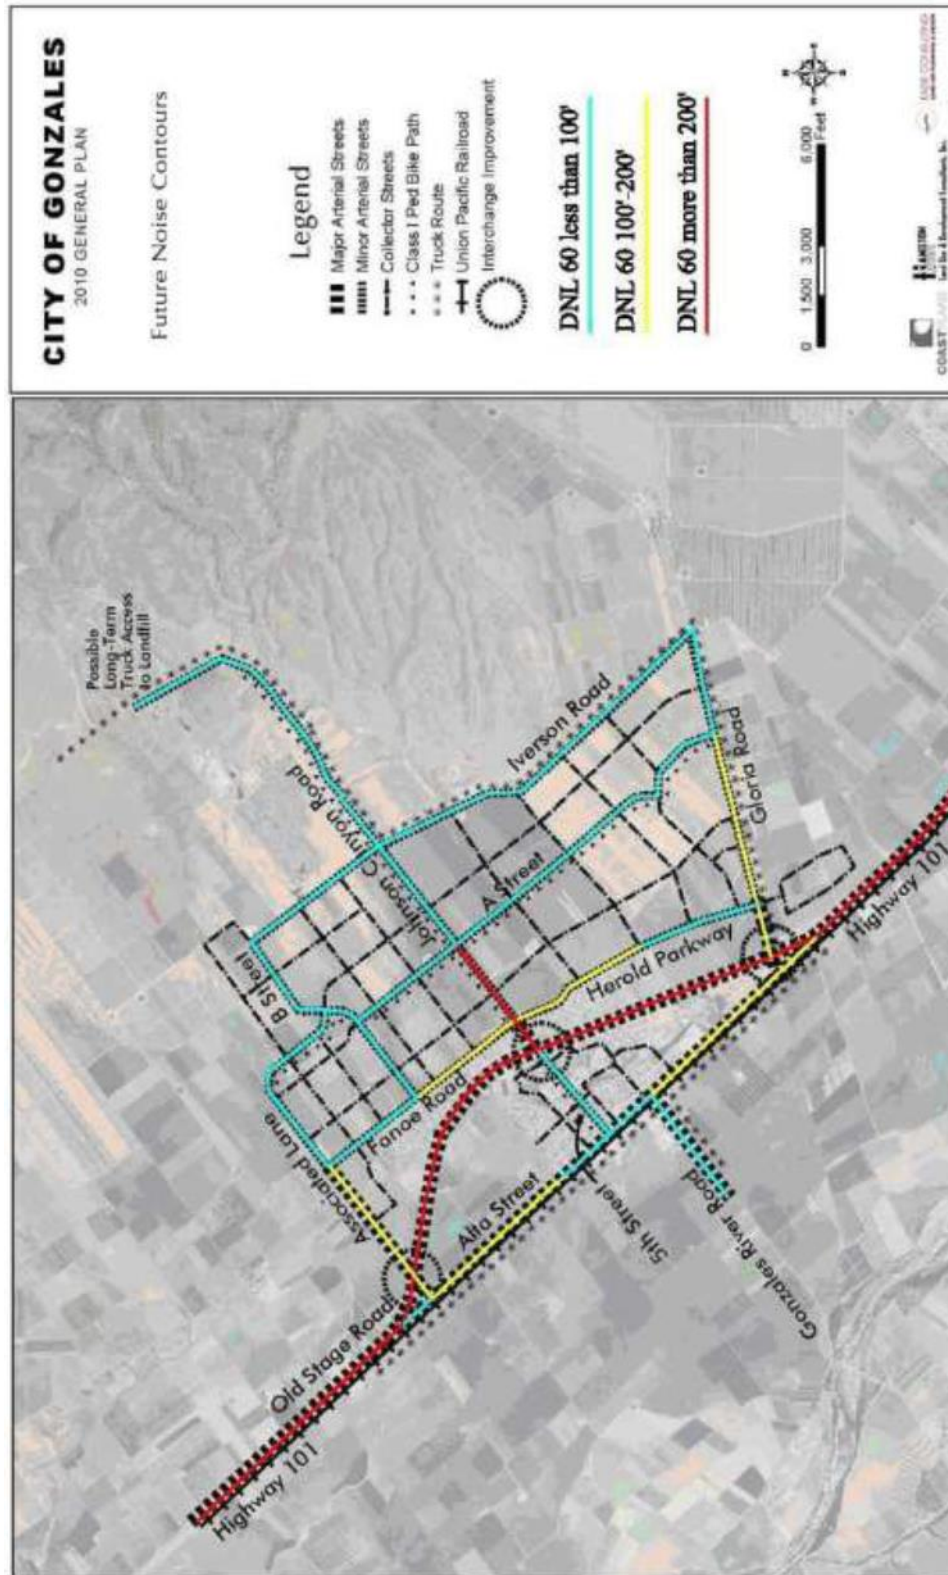 CITY OF GONZALES
2010 GENERAL PLAN
Future Noise Contours
Legend
Major Arterial Streets
Minor Arterial Streets
Collector Streets
Class I Ped Bike Path
Truck Route
Union Pacific Railroad
Interchange Improvement
DNL 60 less than 100'
DNL 60 100'-200'
DNL 60 more than 200'
0 1,500 3,000 6,000
Feet
COAST
Possible
Long-Term
Truck Access
to Landfill
Johnson Canyon Road
Iverson Road
B Street
A Street
Gloria Road
Herold Parkway
Highway 101
Associated Lane
Fanoe Road
Alta Street
5th Street
Gonzales River Road
Old Stage Road
Highway 101